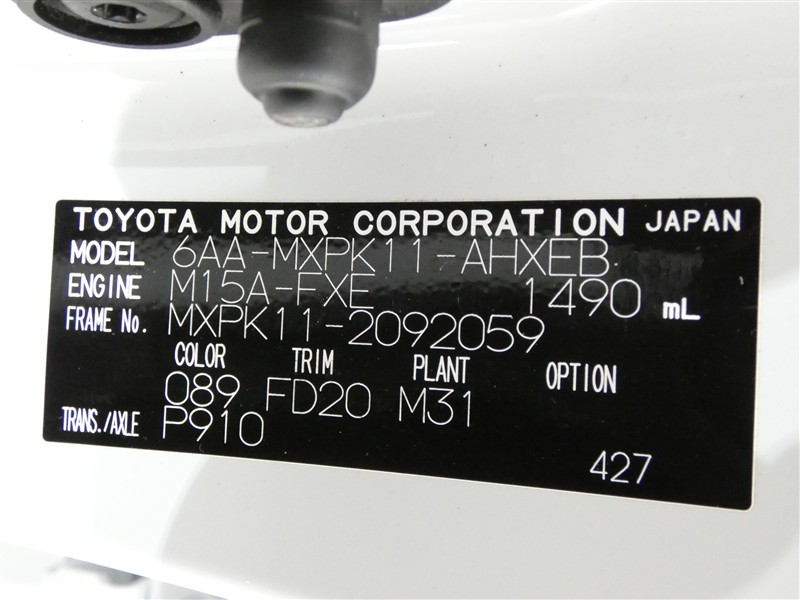 TOYOTA MOTOR CORPORATION JAPAN
MODEL 6AA-MXPK11-AHXEB
ENGINE M15A-FXE 1490 mL
FRAME No. MXPK11-2092059
COLOR TRIM PLANT OPTION
089 FD20 M31
TRANS./AXLE P910
427